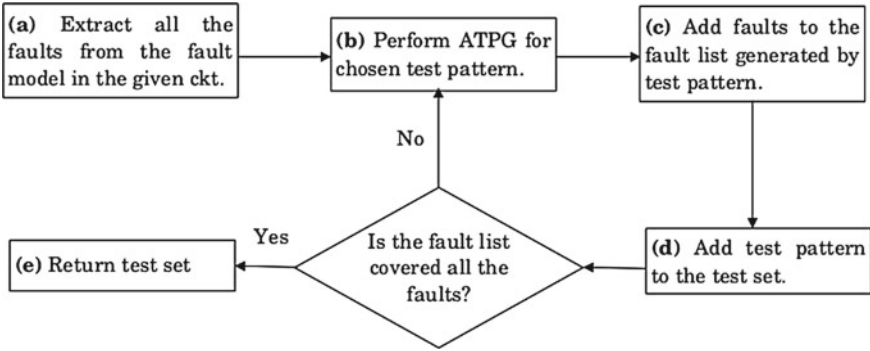 (a) Extract all the
faults from the fault
model in the given ckt.
(b) Perform ATPG for
chosen test pattern.
(c) Add faults to the
fault list generated by
test pattern.
(d) Add test pattern
to the test set.
Is the fault list
covered all the
faults?
No
Yes
(e) Return test set